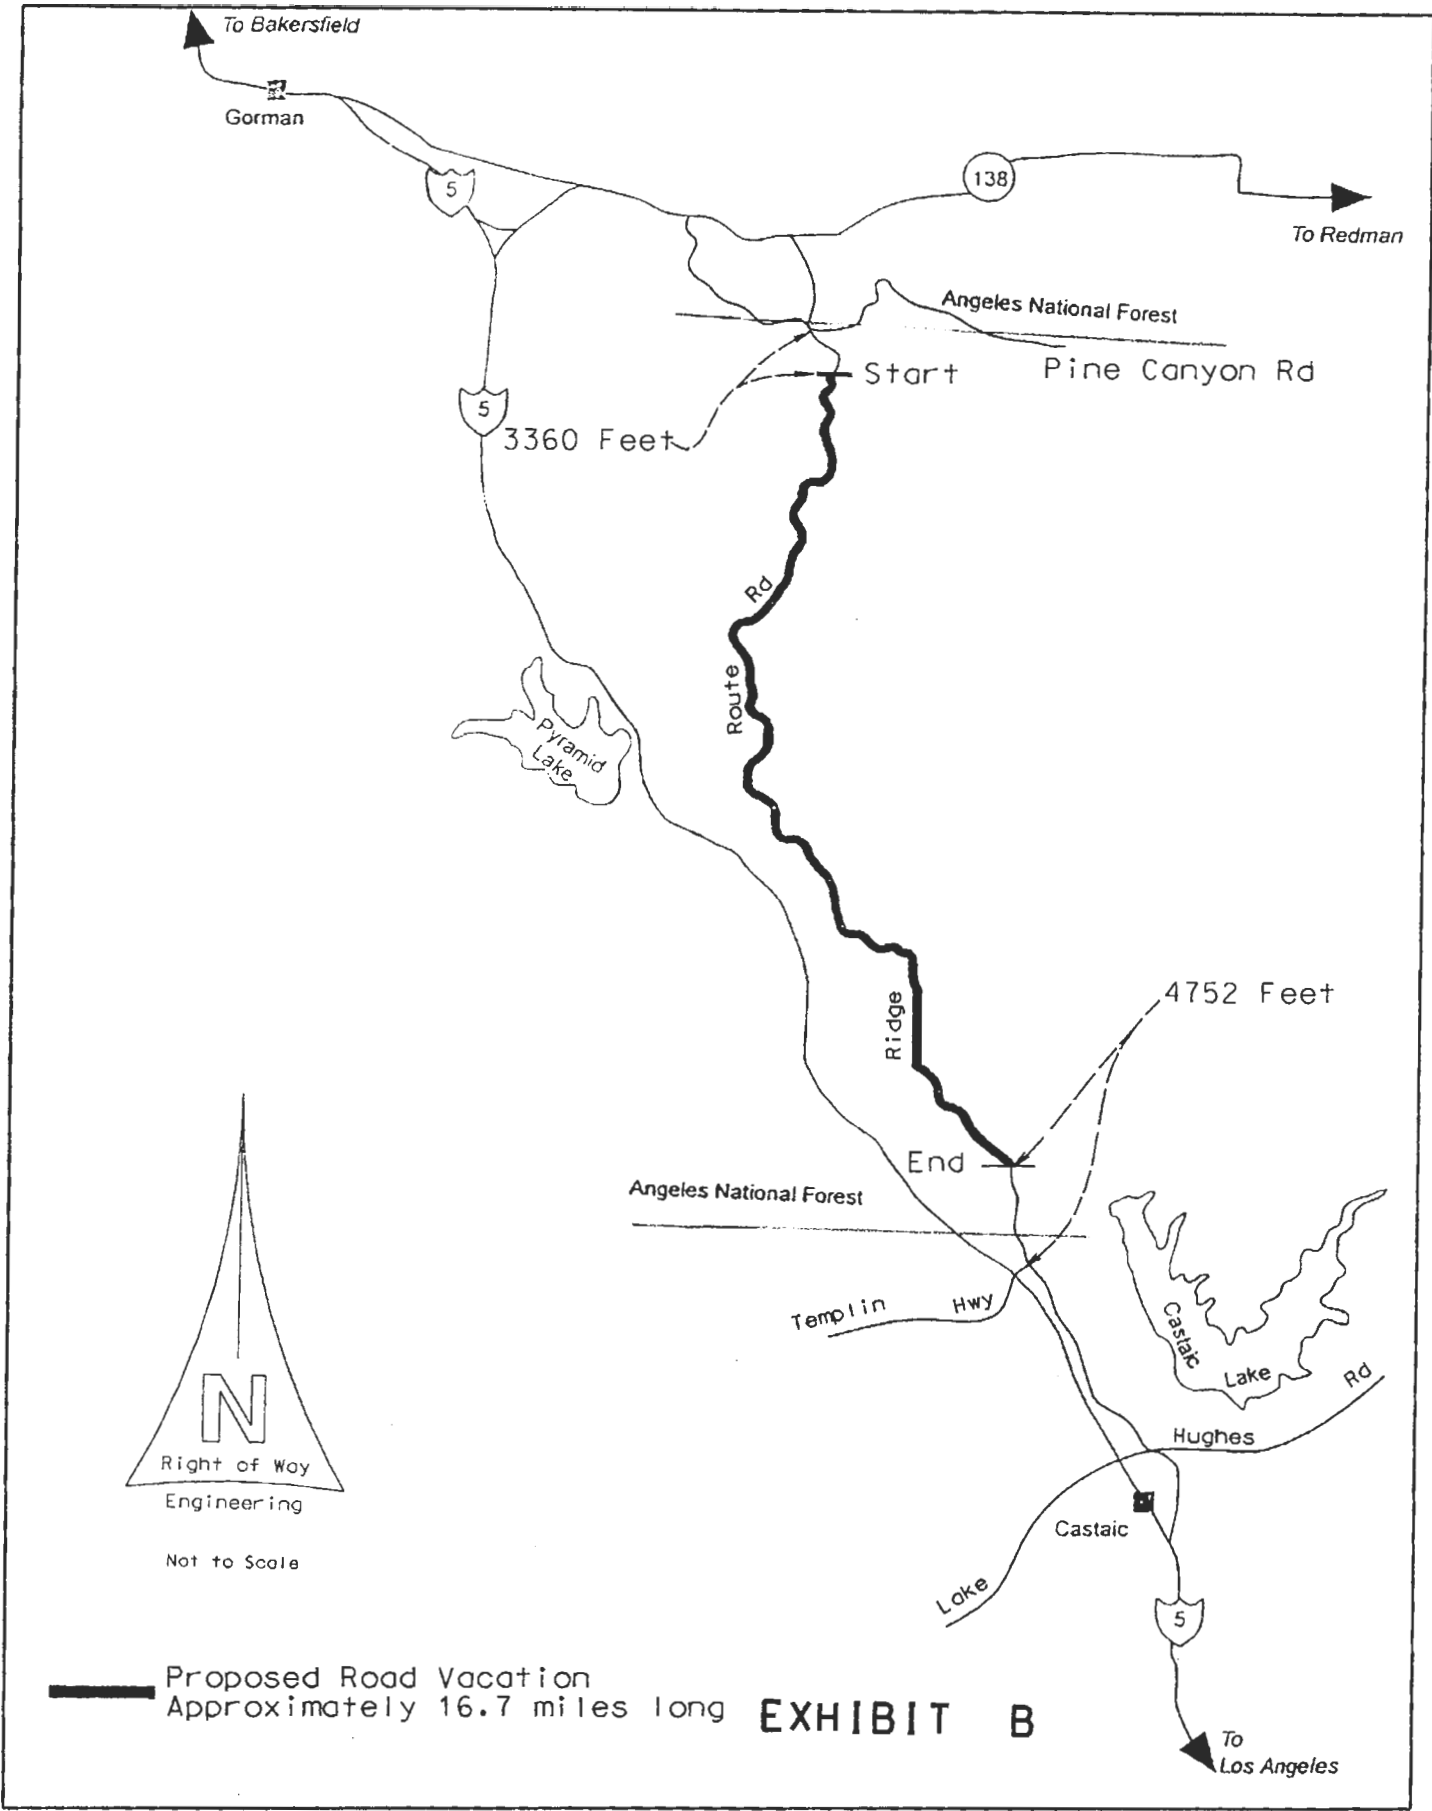 To Bakersfield
Gorman
5
138
To Redman
Angeles National Forest
Pine Canyon Rd
Start
5
3360 Feet
Rd
Route
Pyramid
Lake
Ridge
4752 Feet
End
Angeles National Forest
Templin Hwy
Castaic
Lake
Lake Hughes Rd
Castaic
N
Right of Way
Engineering
Not to Scale
5
To
Los Angeles
Proposed Road Vacation
Approximately 16.7 miles long
EXHIBIT B